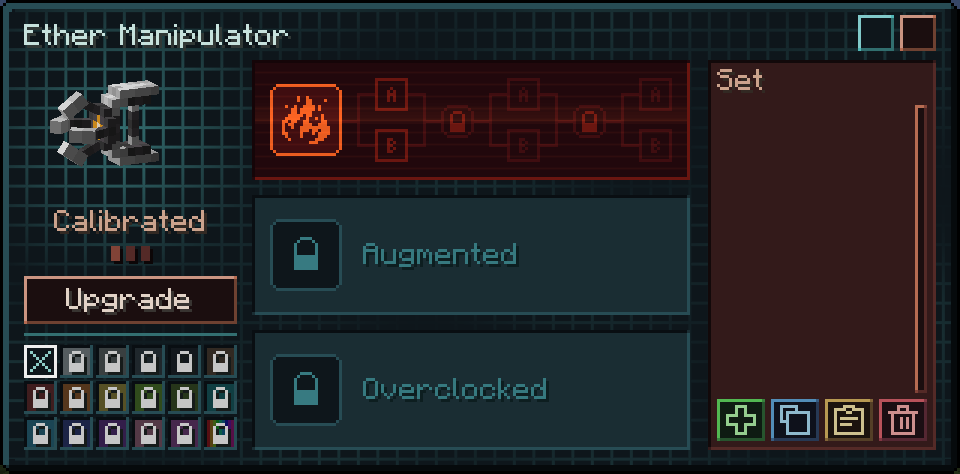 Ether Manipulator
Set
A A A
B B B
Calibrated
Augmented
Upgrade
Overclocked